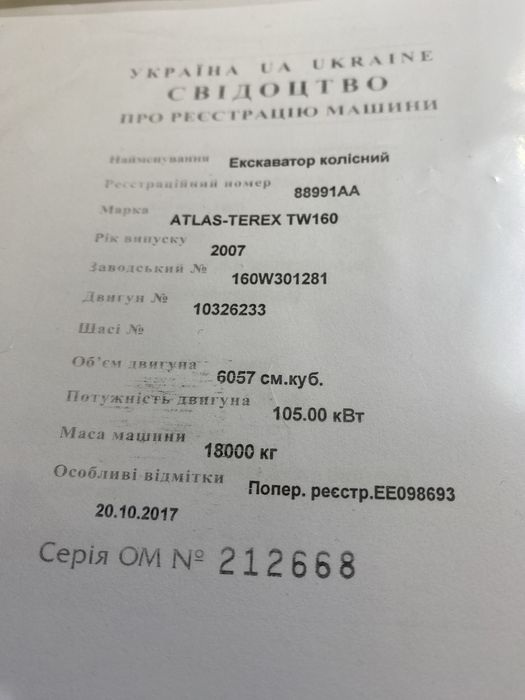 УКРАЇНА UA UKRAINE
СВІДОЦТВО
ПРО РЕЄСТРАЦІЮ МАШИНИ
Найменування Екскаватор колісний
Реєстраційний номер 88991АА
Марка ATLAS-TEREX TW160
Рік випуску 2007
Заводський № 160W301281
Двигун № 10326233
Шасі №
Об'єм двигуна 6057 см.куб.
Потужність двигуна 105.00 кВт
Маса машини 18000 кг
Особливі відмітки Попер. реєстр.ЕЕ098693
20.10.2017
Серія ОМ № 212668